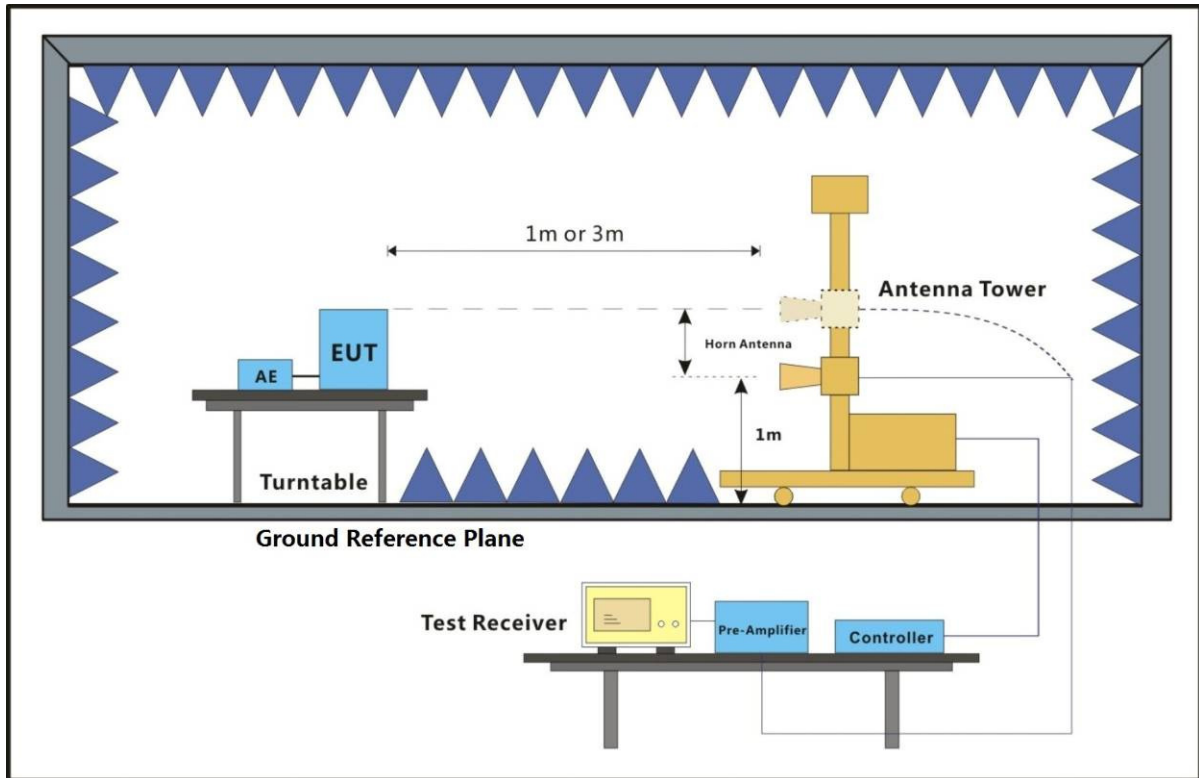 1m or 3m
Antenna Tower
Horn Antenna
EUT
AE
1m
Turntable
Ground Reference Plane
Test Receiver
Pre-Amplifier
Controller